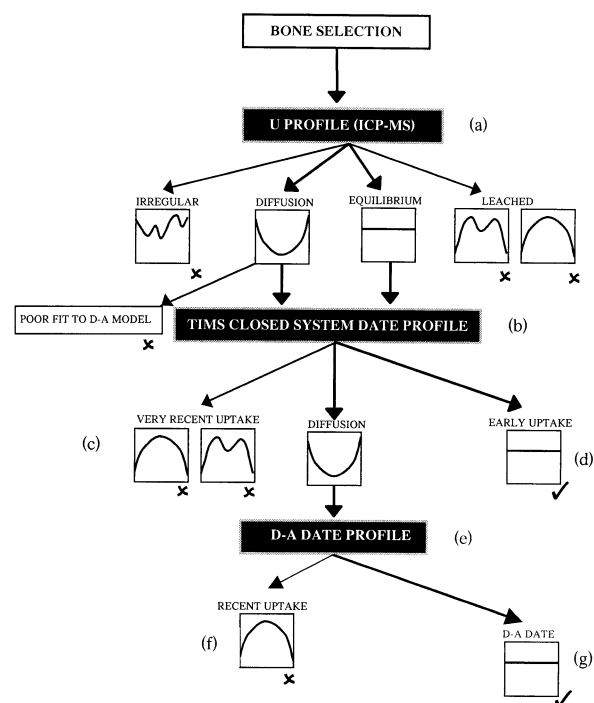 BONE SELECTION
U PROFILE (ICP-MS)
(a)
IRREGULAR
DIFFUSION
EQUILIBRIUM
LEACHED
POOR FIT TO D-A MODEL
TIMS CLOSED SYSTEM DATE PROFILE
(b)
(c)
VERY RECENT UPTAKE
DIFFUSION
EARLY UPTAKE
(d)
D-A DATE PROFILE
(e)
RECENT UPTAKE
(f)
D-A DATE
(g)